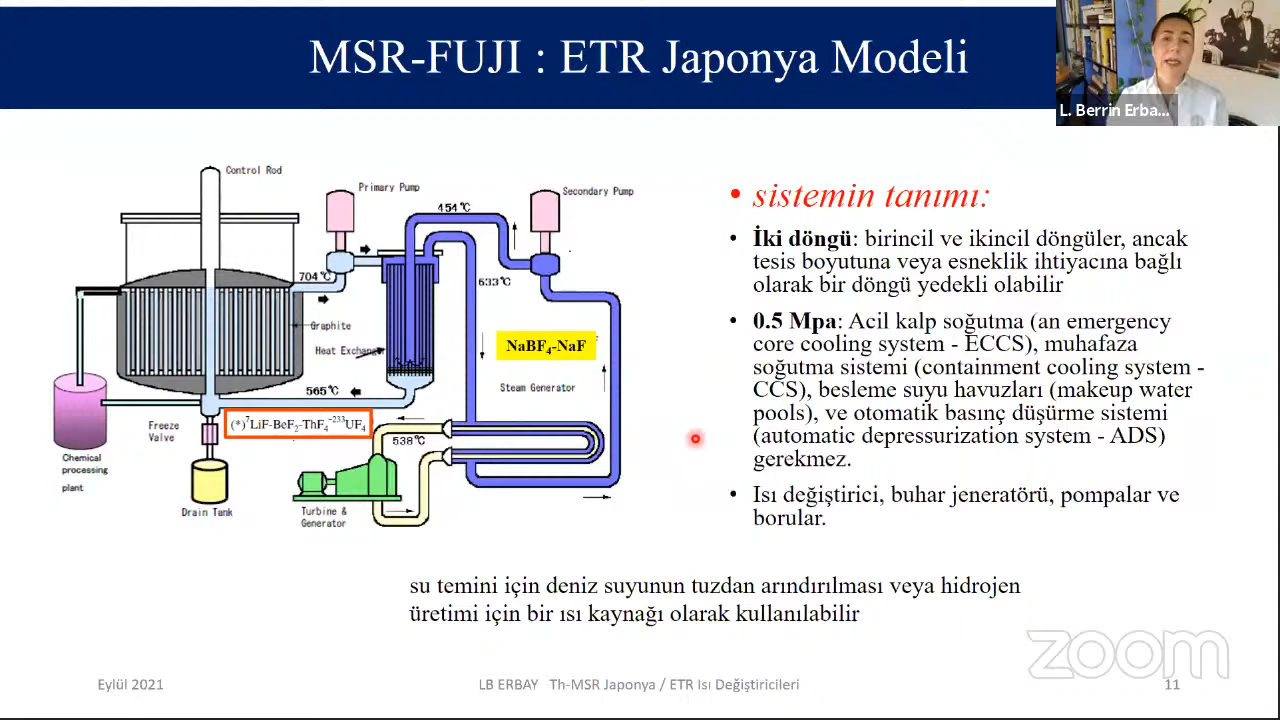 MSR-FUJI : ETR Japonya Modeli
L. Berrin Erba...
Control Rod
Primary Pump
Secondary Pump
454℃
704℃
633℃
Graphite
Heat Exchanger
NaBF4-NaF
Steam Generator
565℃
(*)⁷LiF-BeF₂-ThF₄-²³³UF₄
Freeze
Valve
538℃
Chemical
processing
plant
Drain Tank
Turbine &
Generator
• sistemin tanımı:
• İki döngü: birincil ve ikincil döngüler, ancak
tesis boyutuna veya esneklik ihtiyacına bağlı
olarak bir döngü yedekli olabilir
• 0.5 Mpa: Acil kalp soğutma (an emergency
core cooling system - ECCS), muhafaza
soğutma sistemi (containment cooling system -
CCS), besleme suyu havuzları (makeup water
pools), ve otomatik basınç düşürme sistemi
(automatic depressurization system - ADS)
gerekmez.
• Isı değiştirici, buhar jeneratörü, pompalar ve
borular.
su temini için deniz suyunun tuzdan arındırılması veya hidrojen
üretimi için bir ısı kaynağı olarak kullanılabilir
zoom
Eylül 2021
LB ERBAY Th-MSR Japonya / ETR Isı Değiştiricileri
11